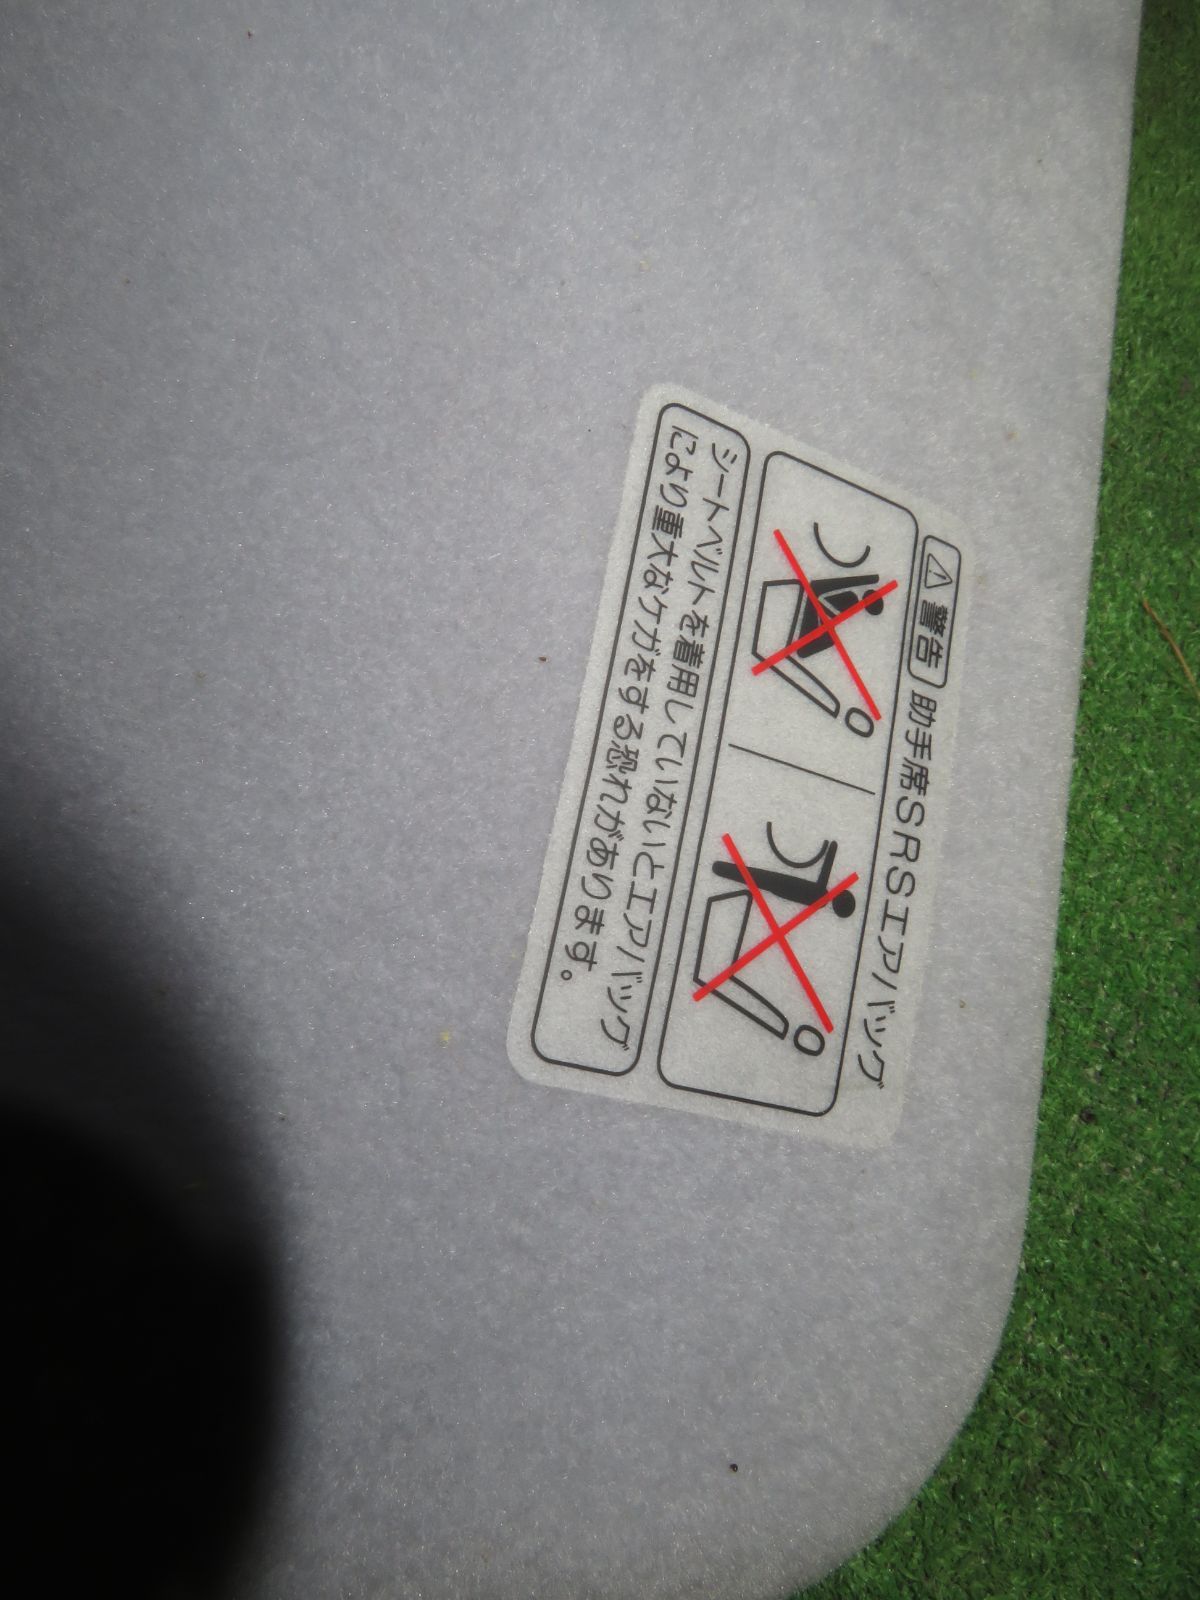 警告 助手席SRSエアバッグ
シートベルトを着用していないとエアバッグ
により重大なケガをする恐れがあります。